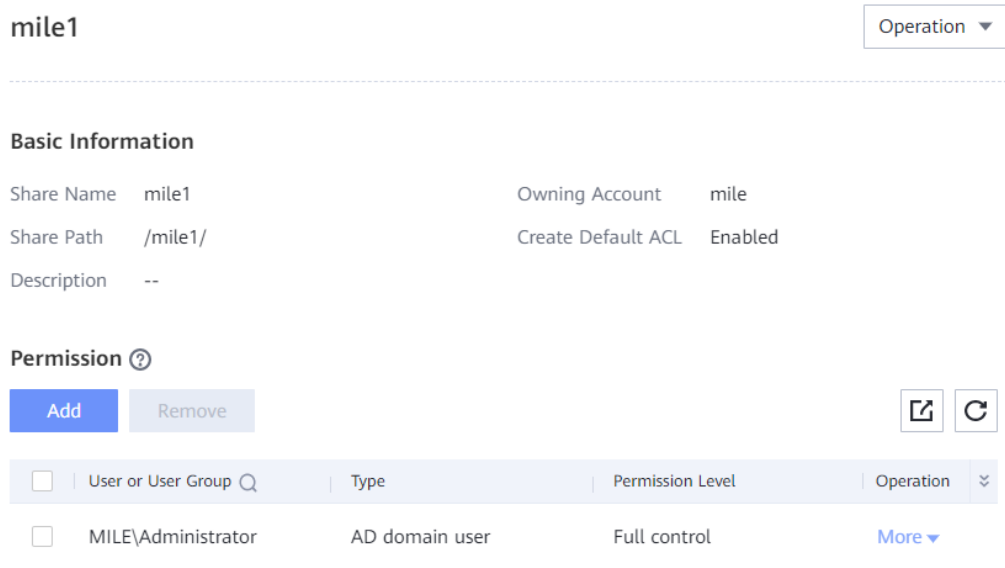 mile1 Operation
Basic Information
Share Name mile1 Owning Account mile
Share Path /mile1/ Create Default ACL Enabled
Description --
Permission ?
Add Remove
User or User Group Type Permission Level Operation
MILE\Administrator AD domain user Full control More